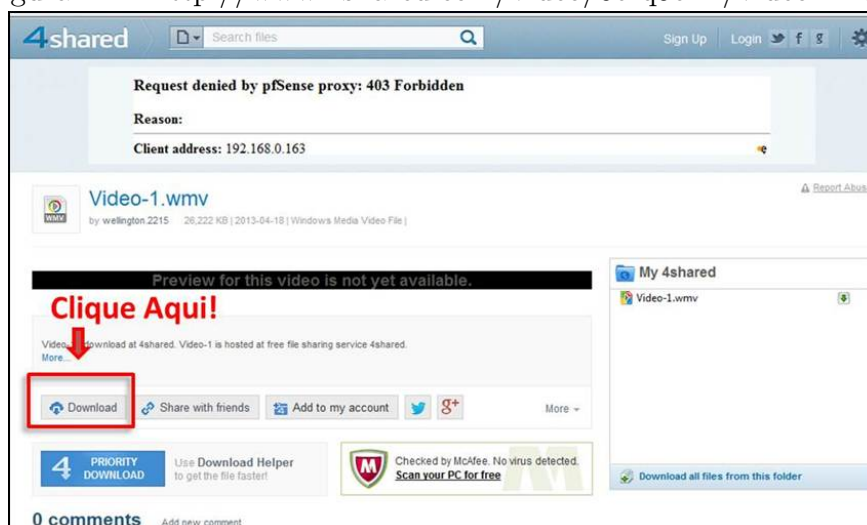 4shared
Search files
Sign Up
Login
Request denied by pfSense proxy: 403 Forbidden
Reason:
Client address: 192.168.0.163
Report Abus
WMV
Video-1.wmv
by wellington.2215 26,222 KB | 2013-04-18 | Windows Media Video File |
Preview for this video is not yet available.
Clique Aqui!
download at 4shared. Video-1 is hosted at free file sharing service 4shared.
More...
Download
Share with friends
Add to my account
g+
More
4 PRIORITY DOWNLOAD
Use Download Helper
to get the file faster!
Checked by McAfee. No virus detected.
Scan your PC for free
My 4shared
Video-1.wmv
Download all files from this folder
0 comments Add new comment